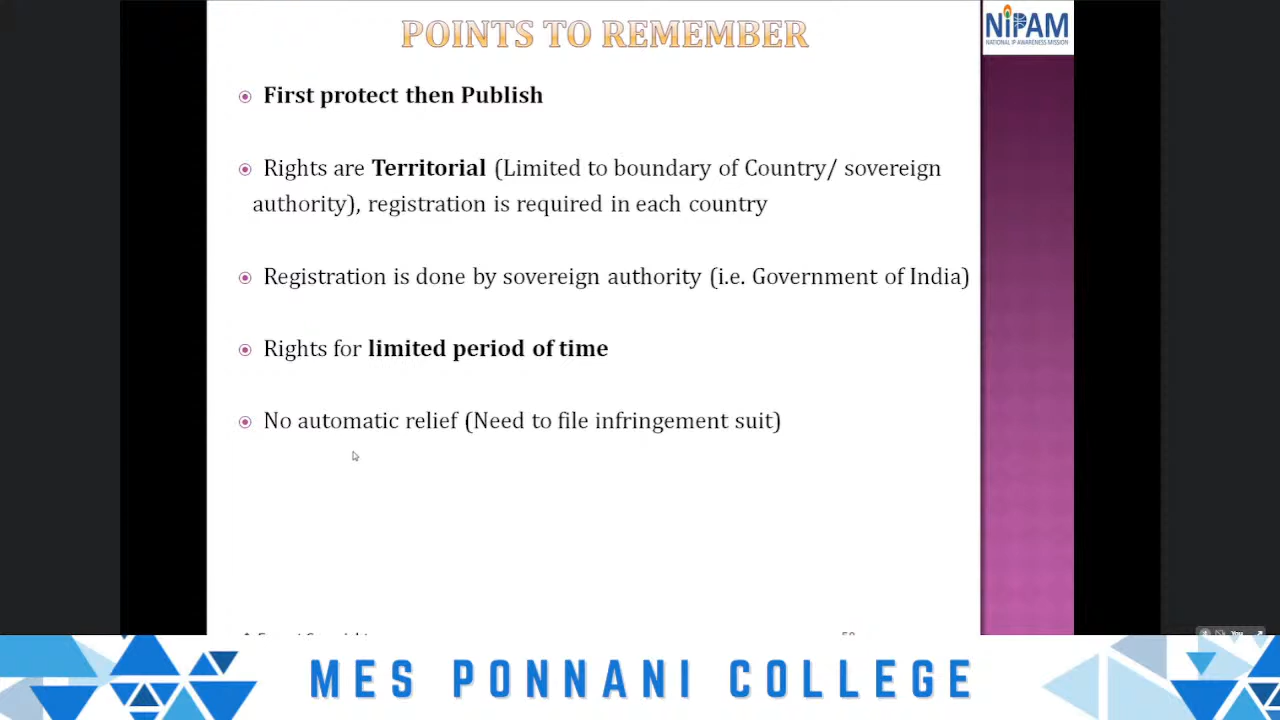 POINTS TO REMEMBER
NIPAM
NATIONAL IP AWARENESS MISSION
First protect then Publish
Rights are Territorial (Limited to boundary of Country/ sovereign
authority), registration is required in each country
Registration is done by sovereign authority (i.e. Government of India)
Rights for limited period of time
No automatic relief (Need to file infringement suit)
You
MES PONNANI COLLEGE